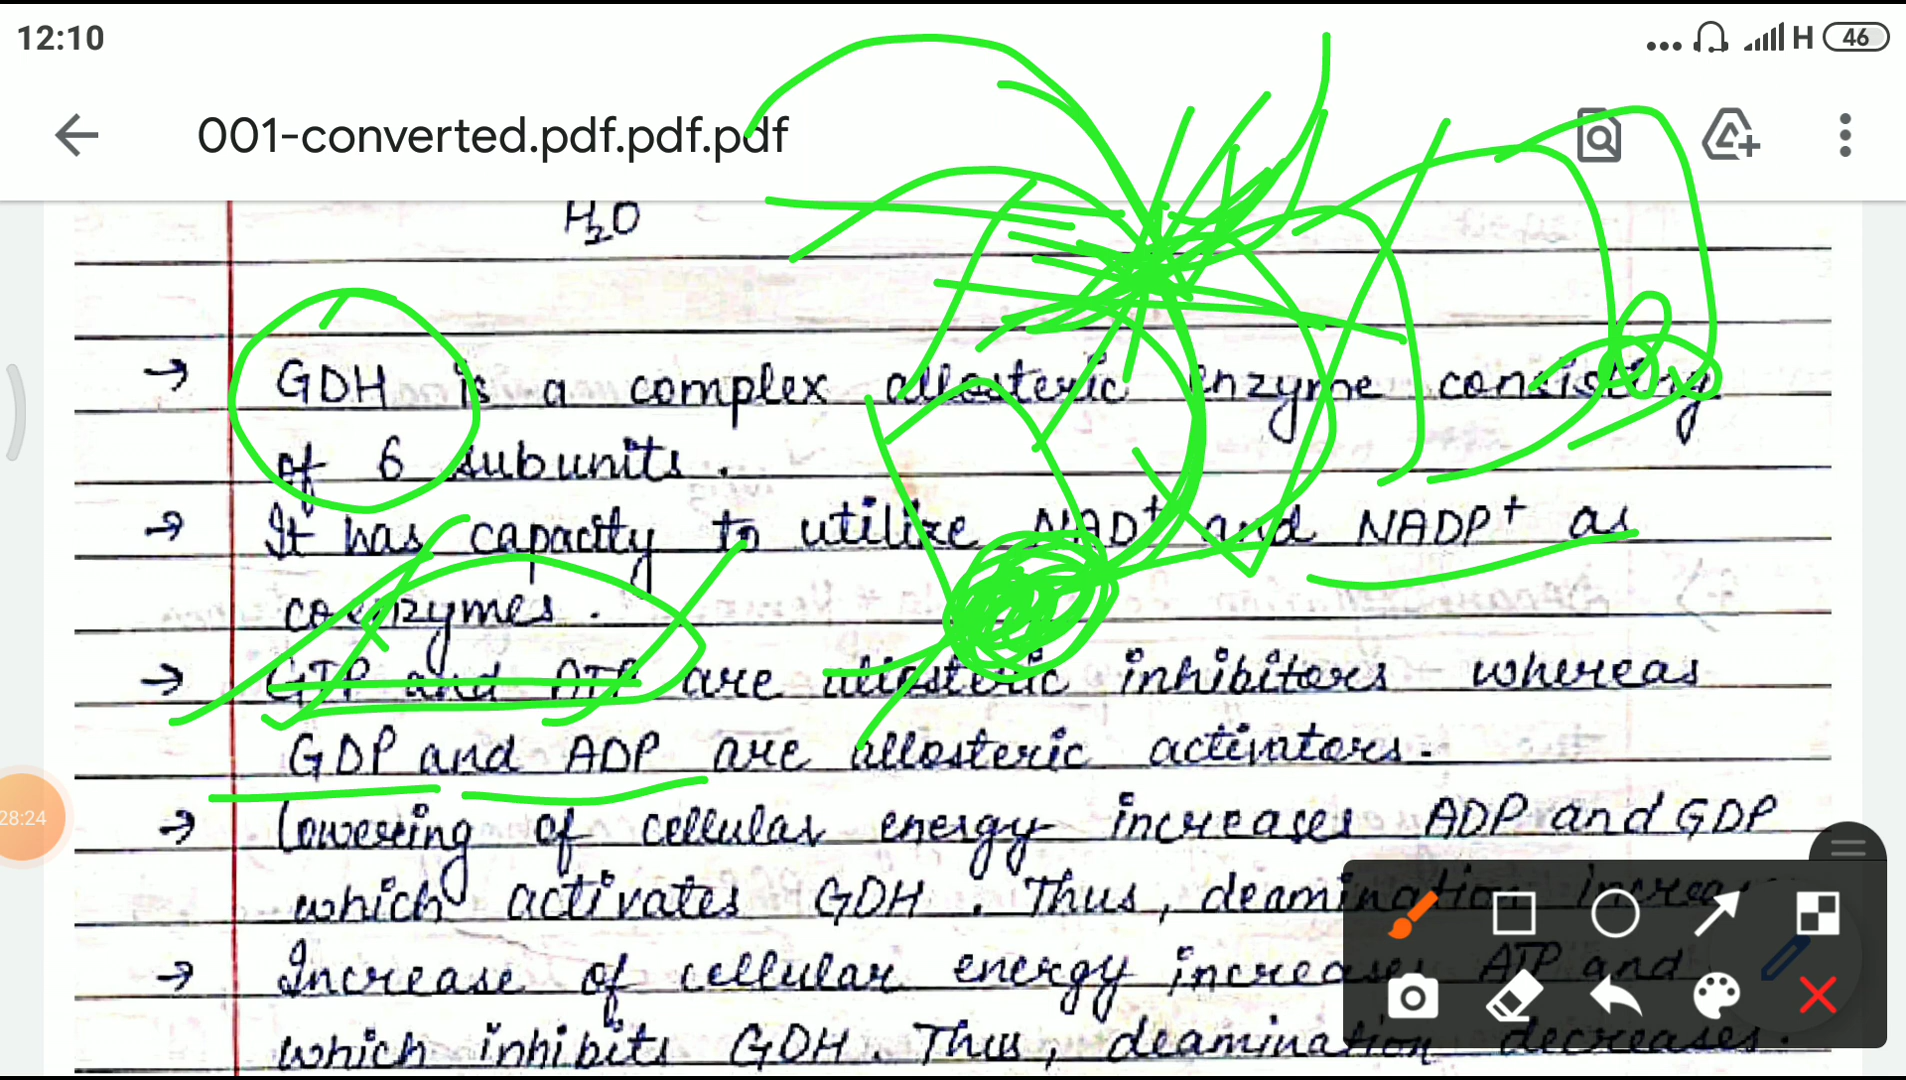 12:10
H
46
001-converted.pdf.pdf.pdf
H2O
→ GDH is a complex allosteric enzyme consisting
of 6 subunits.
→ It has capacity to utilize NAD+ and NADP+ as
coenzymes.
→ GTP and ATP are allosteric inhibitors whereas
GDP and ADP are allosteric activators.
→ Lowering of cellular energy increases ADP and GDP
which activates GDH. Thus, deamination increa
→ Increase of cellular energy increases ATP and
which inhibits GDH. Thus, deamination decreases.
28:24